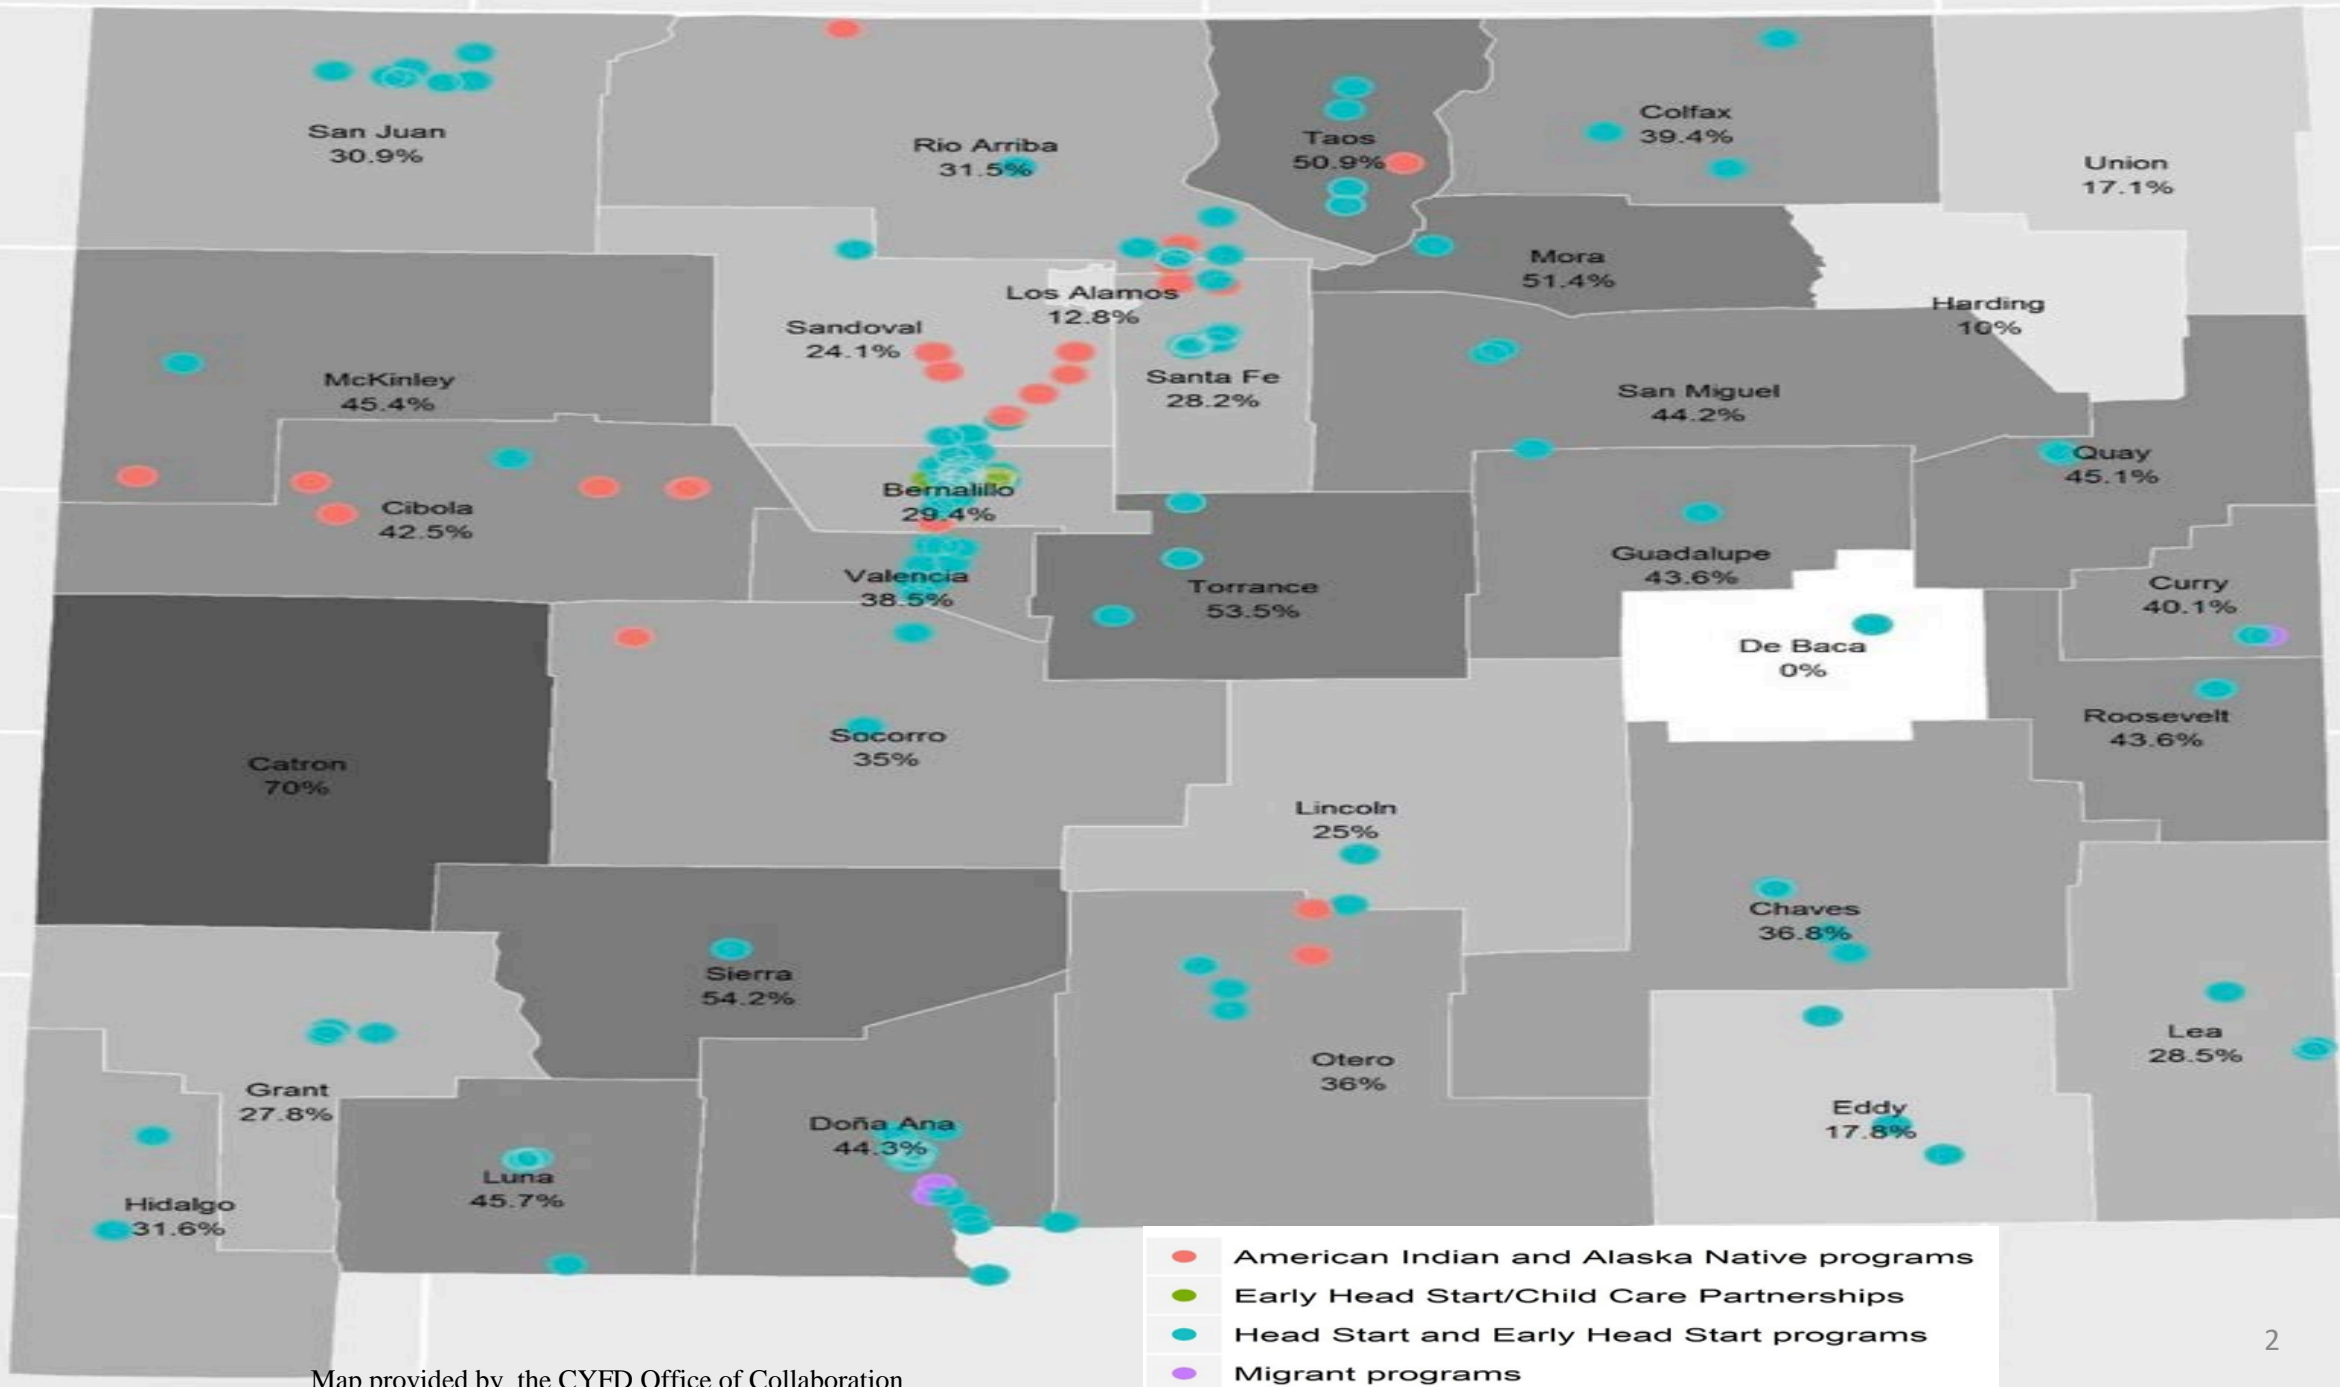 San Juan
30.9%
Rio Arriba
31.5%
Taos
50.9%
Colfax
39.4%
Union
17.1%
Mora
51.4%
Harding
10%
Los Alamos
12.8%
Sandoval
24.1%
McKinley
45.4%
Santa Fe
28.2%
San Miguel
44.2%
Quay
45.1%
Cibola
42.5%
Bernalillo
29.4%
Valencia
38.5%
Torrance
53.5%
Guadalupe
43.6%
Curry
40.1%
De Baca
0%
Roosevelt
43.6%
Catron
70%
Socorro
35%
Lincoln
25%
Chaves
36.8%
Sierra
54.2%
Otero
36%
Lea
28.5%
Grant
27.8%
Doña Ana
44.3%
Eddy
17.8%
Luna
45.7%
Hidalgo
31.6%
American Indian and Alaska Native programs
Early Head Start/Child Care Partnerships
Head Start and Early Head Start programs
Migrant programs
2
Map provided by the CYFD Office of Collaboration